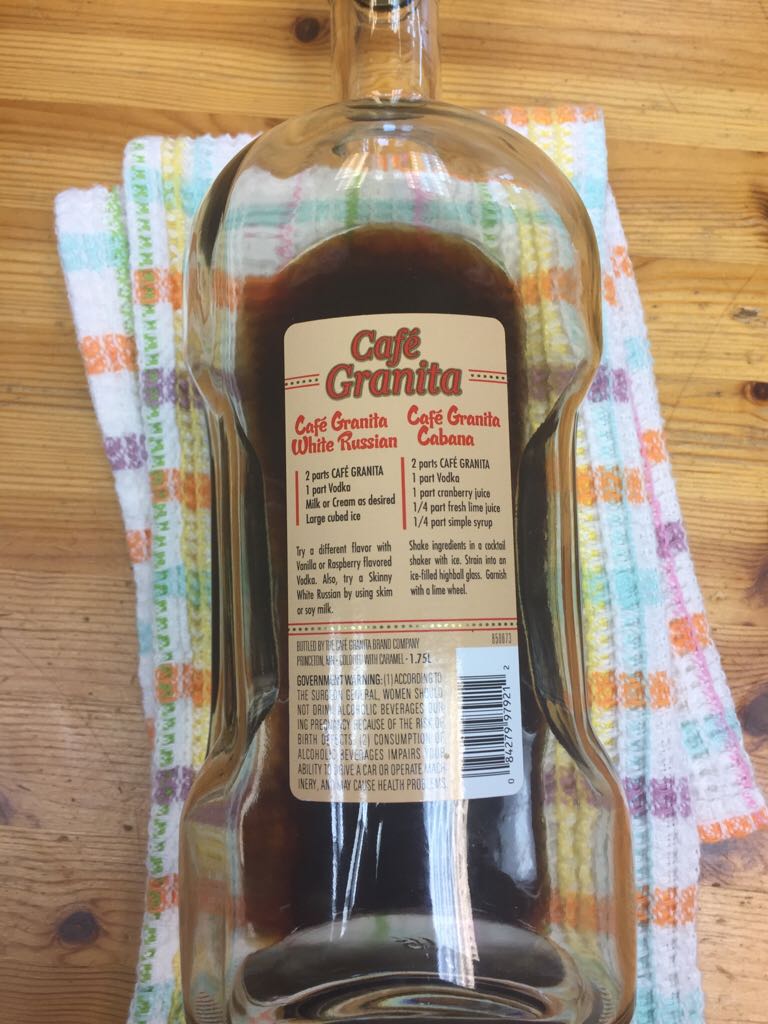 Café
Granita
Café Granita
White Russian
2 parts CAFÉ GRANITA
1 part Vodka
Milk or Cream as desired
Large cubed ice
Try a different flavor with
Vanilla or Raspberry flavored
Vodka. Also, try a Skinny
White Russian by using skim
or soy milk.
Café Granita
Cabana
2 parts CAFÉ GRANITA
1 part Vodka
1 part cranberry juice
1/4 part fresh lime juice
1/4 part simple syrup
Shake ingredients in a cocktail
shaker with ice. Strain into an
ice-filled highball glass. Garnish
with a lime wheel.
BOTTLED BY THE CAFÉ GRANITA BRAND COMPANY
850873
PRINCETON, MN - COLORED WITH CARAMEL - 1.75L
GOVERNMENT WARNING: (1) ACCORDING TO
THE SURGEON GENERAL, WOMEN SHOULD
NOT DRINK ALCOHOLIC BEVERAGES DUR-
ING PREGNANCY BECAUSE OF THE RISK OF
BIRTH DEFECTS. (2) CONSUMPTION OF
ALCOHOLIC BEVERAGES IMPAIRS YOUR
ABILITY TO DRIVE A CAR OR OPERATE MACH-
INERY, AND MAY CAUSE HEALTH PROBLEMS.
0 84279 97921 2